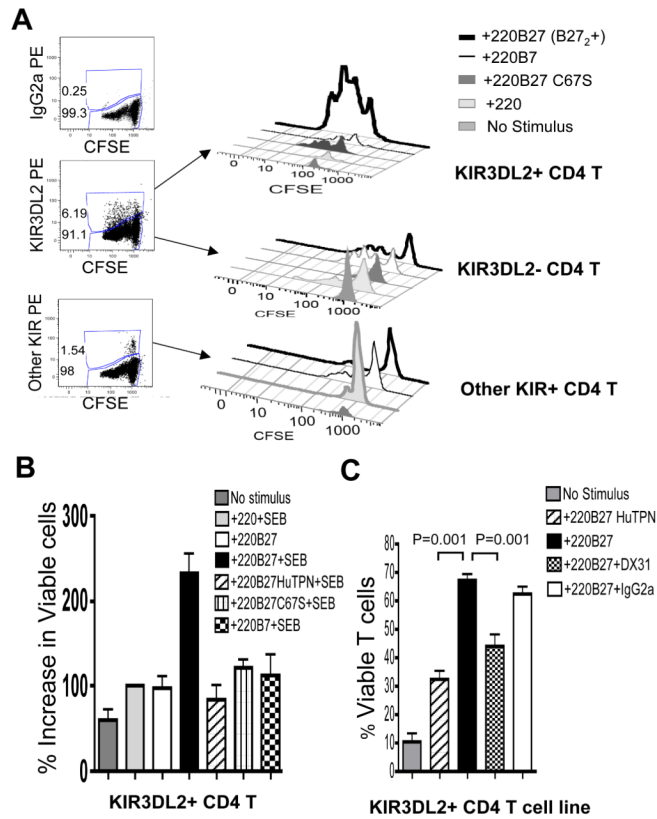 A
IgG2a PE
0.25
99.3
CFSE
KIR3DL2 PE
6.19
91.1
CFSE
Other KIR PE
1.54
98
CFSE
0 10 100 1000
CFSE
0 10 100 1000
CFSE
0 10 100 1000
CFSE
+220B27 (B27₂+)
+220B7
+220B27 C67S
+220
No Stimulus
KIR3DL2+ CD4 T
KIR3DL2- CD4 T
Other KIR+ CD4 T
B
% Increase in Viable cells
300
200
100
0
No stimulus
+220+SEB
+220B27
+220B27+SEB
+220B27HuTPN+SEB
+220B27C67S+SEB
+220B7+SEB
KIR3DL2+ CD4 T
C
No Stimulus
+220B27 HuTPN
+220B27
+220B27+DX31
+220B27+IgG2a
P=0.001 P=0.001
% Viable T cells
80
70
60
50
40
30
20
10
0
KIR3DL2+ CD4 T cell line